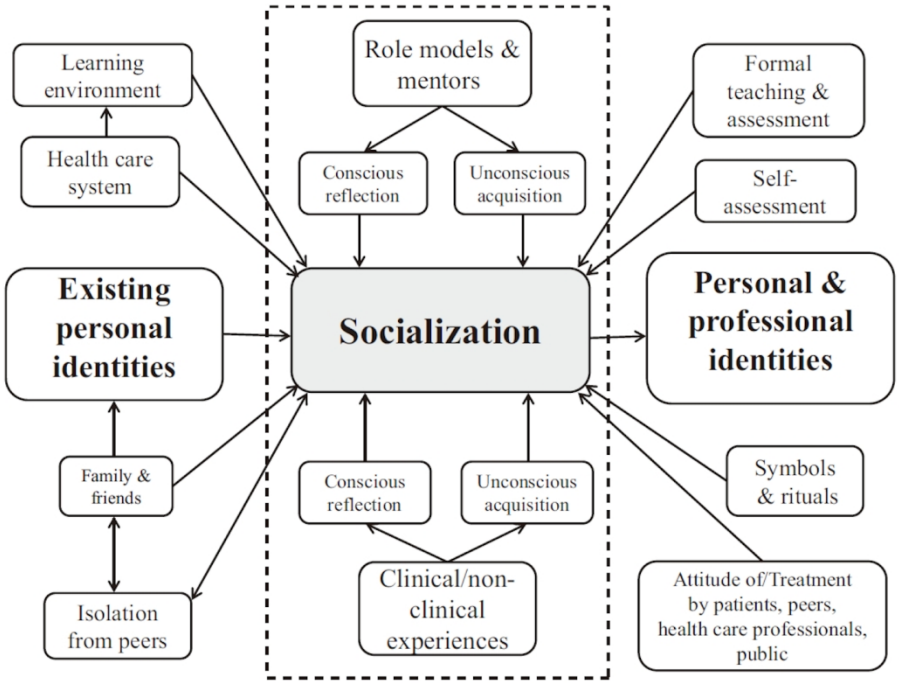 Learning
environment
Health care
system
Role models &
mentors
Conscious
reflection
Unconscious
acquisition
Formal
teaching &
assessment
Self-
assessment
Existing
personal
identities
Socialization
Personal &
professional
identities
Family &
friends
Isolation
from peers
Conscious
reflection
Unconscious
acquisition
Clinical/non-
clinical
experiences
Symbols
& rituals
Attitude of/Treatment
by patients, peers,
health care professionals,
public